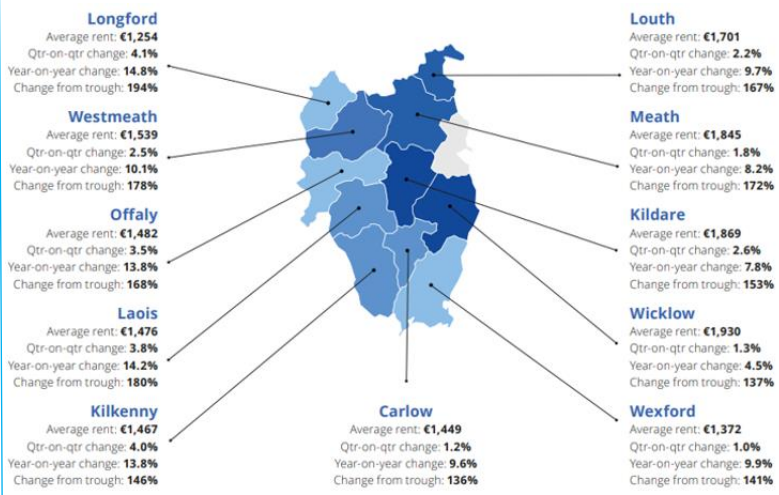 Longford
Average rent: €1,254
Qtr-on-qtr change: 4.1%
Year-on-year change: 14.8%
Change from trough: 194%
Westmeath
Average rent: €1,539
Qtr-on-qtr change: 2.5%
Year-on-year change: 10.1%
Change from trough: 178%
Offaly
Average rent: €1,482
Qtr-on-qtr change: 3.5%
Year-on-year change: 13.8%
Change from trough: 168%
Laois
Average rent: €1,476
Qtr-on-qtr change: 3.8%
Year-on-year change: 14.2%
Change from trough: 180%
Kilkenny
Average rent: €1,467
Qtr-on-qtr change: 4.0%
Year-on-year change: 13.8%
Change from trough: 146%
Carlow
Average rent: €1,449
Qtr-on-qtr change: 1.2%
Year-on-year change: 9.6%
Change from trough: 136%
Louth
Average rent: €1,701
Qtr-on-qtr change: 2.2%
Year-on-year change: 9.7%
Change from trough: 167%
Meath
Average rent: €1,845
Qtr-on-qtr change: 1.8%
Year-on-year change: 8.2%
Change from trough: 172%
Kildare
Average rent: €1,869
Qtr-on-qtr change: 2.6%
Year-on-year change: 7.8%
Change from trough: 153%
Wicklow
Average rent: €1,930
Qtr-on-qtr change: 1.3%
Year-on-year change: 4.5%
Change from trough: 137%
Wexford
Average rent: €1,372
Qtr-on-qtr change: 1.0%
Year-on-year change: 9.9%
Change from trough: 141%